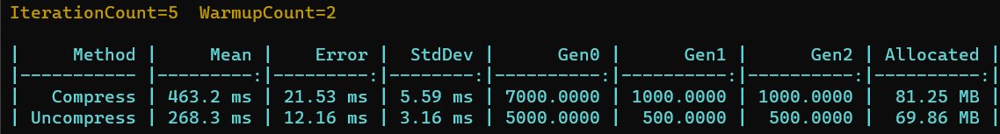 IterationCount=5  WarmupCount=2
|     Method |     Mean |    Error |  StdDev |      Gen0 |      Gen1 |      Gen2 | Allocated |
|----------- |---------:|---------:|--------:|----------:|----------:|----------:|----------:|
|   Compress | 463.2 ms | 21.53 ms | 5.59 ms | 7000.0000 | 1000.0000 | 1000.0000 |  81.25 MB |
| Uncompress | 268.3 ms | 12.16 ms | 3.16 ms | 5000.0000 |  500.0000 |  500.0000 |  69.86 MB |